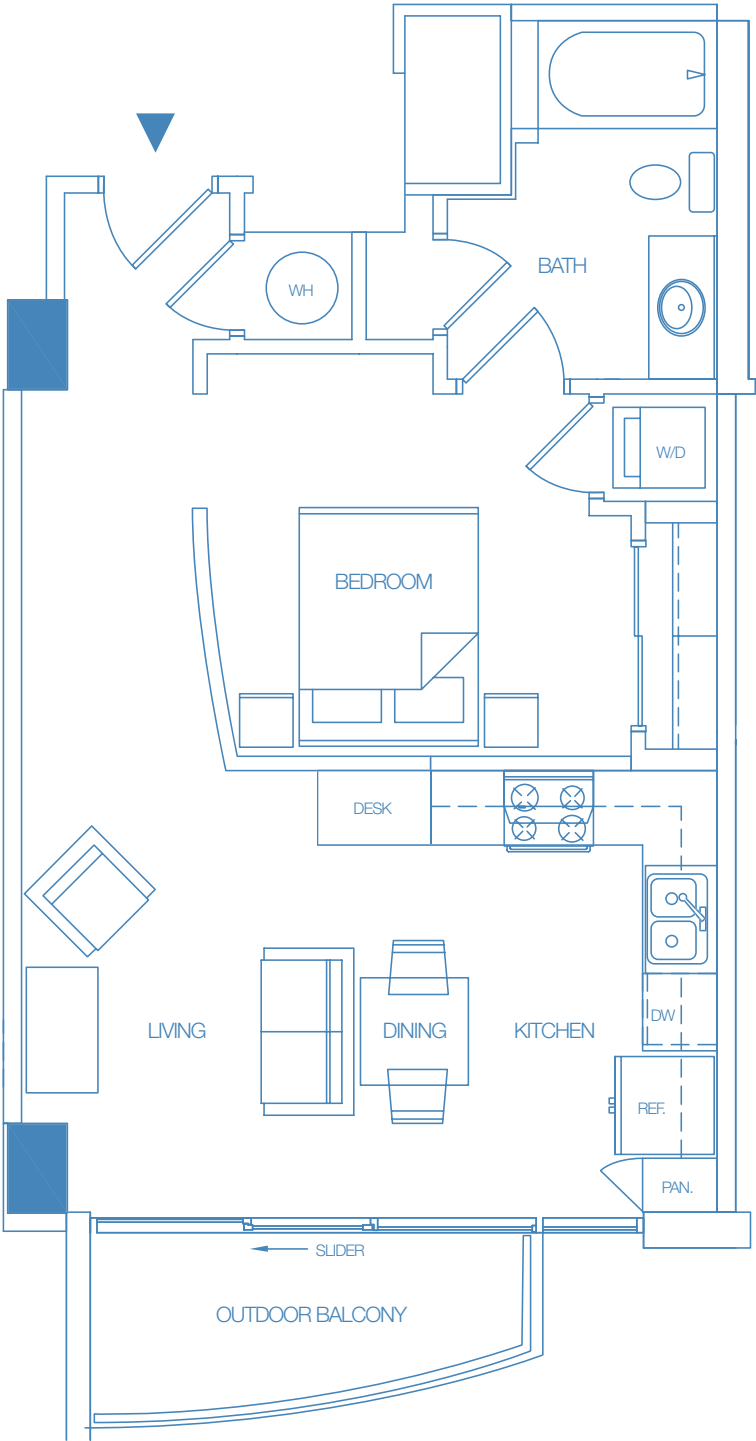 BATH
WH
W/D
BEDROOM
DESK
LIVING
DINING
KITCHEN
DW
REF.
PAN.
SLIDER
OUTDOOR BALCONY